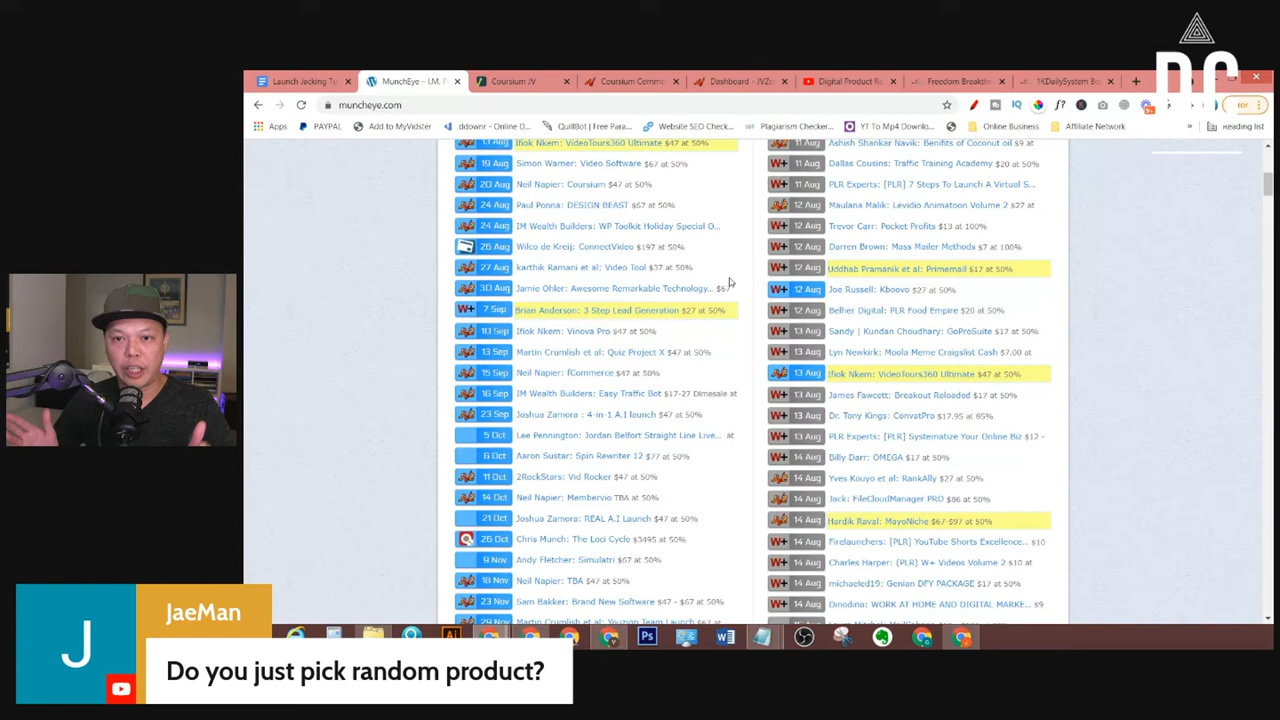 Launch Jacking Tu
MunchEye – I.M. P
Coursium JV
Coursium Comme
Dashboard - JVZo
Digital Product Re
Freedom Breakth
1KDailySystem Bo
muncheye.com
Apps
PAYPAL
Add to MyVidster
ddownr - Online D...
QuillBot | Free Para...
Website SEO Check...
Plagiarism Checker...
YT To Mp4 Downlo...
Online Business
Affiliate Network
Reading list
13 Aug Ifiok Nkem: VideoTours360 Ultimate $47 at 50%
19 Aug Simon Warner: Video Software $67 at 50%
20 Aug Neil Napier: Coursium $47 at 50%
24 Aug Paul Ponna: DESIGN BEAST $67 at 50%
24 Aug IM Wealth Builders: WP Toolkit Holiday Special O...
26 Aug Wilco de Kreij: ConnectVideo $197 at 50%
27 Aug karthik Ramani et al: Video Tool $37 at 50%
30 Aug Jamie Ohler: Awesome Remarkable Technology...
W+ 7 Sep Brian Anderson: 3 Step Lead Generation $27 at 50%
10 Sep Ifiok Nkem: Vinova Pro $47 at 50%
13 Sep Martin Crumlish et al: Quiz Project X $47 at 50%
15 Sep Neil Napier: fCommerce $47 at 50%
16 Sep IM Wealth Builders: Easy Traffic Bot $17-27 Dimesale at
23 Sep Joshua Zamora : 4-in-1 A.I launch $47 at 50%
5 Oct Lee Pennington: Jordan Belfort Straight Line Live... at
6 Oct Aaron Sustar: Spin Rewriter 12 $77 at 50%
11 Oct 2RockStars: Vid Rocker $47 at 50%
14 Oct Neil Napier: Membervio TBA at 50%
21 Oct Joshua Zamora: REAL A.I Launch $47 at 50%
26 Oct Chris Munch: The Loci Cycle $3495 at 50%
9 Nov Andy Fletcher: Simulatri $67 at 50%
18 Nov Neil Napier: TBA $47 at 50%
23 Nov Sam Bakker: Brand New Software $47 - $67 at 50%
29 Nov Martin Crumlish et al: Youzign Team Launch $67 at
W+ 11 Aug Ashish Shankar Navik: Benifits of Coconut oil $9 at
W+ 11 Aug Dallas Cousins: Traffic Training Academy $20 at 50%
W+ 11 Aug PLR Experts: [PLR] 7 Steps To Launch A Virtual S...
12 Aug Maulana Malik: Levidio Animatoon Volume 2 $27 at
W+ 12 Aug Trevor Carr: Pocket Profits $13 at 100%
W+ 12 Aug Darren Brown: Mass Mailer Methods $7 at 100%
W+ 12 Aug Uddhab Pramanik et al: Primemail $17 at 50%
W+ 12 Aug Joe Russell: Kboovo $27 at 50%
W+ 12 Aug Belher Digital: PLR Food Empire $20 at 50%
W+ 13 Aug Sandy | Kundan Choudhary: GoProSuite $17 at 50%
W+ 13 Aug Lyn Newkirk: Moola Meme Craigslist Cash $7.00 at
13 Aug Ifiok Nkem: VideoTours360 Ultimate $47 at 50%
W+ 13 Aug James Fawcett: Breakout Reloaded $17 at 50%
W+ 13 Aug Dr. Tony Kings: ConvatPro $17.95 at 85%
W+ 13 Aug PLR Experts: [PLR] Systematize Your Online Biz $12 -
W+ 14 Aug Billy Darr: OMEGA $17 at 50%
14 Aug Yves Kouyo et al: RankAlly $27 at 50%
14 Aug Jack: FileCloudManager PRO $86 at 50%
14 Aug Hardik Raval: MayoNiche $67-$97 at 50%
W+ 14 Aug Firelaunchers: [PLR] YouTube Shorts Excellence... $10
W+ 14 Aug Charles Harper: (PLR) W+ Videos Volume 2 $10 at
W+ 14 Aug michaeled19: Genian DFY PACKAGE $17 at 50%
W+ 14 Aug Dinodino: WORK AT HOME AND DIGITAL MARKE... $9
JaeMan
J
Do you just pick random product?